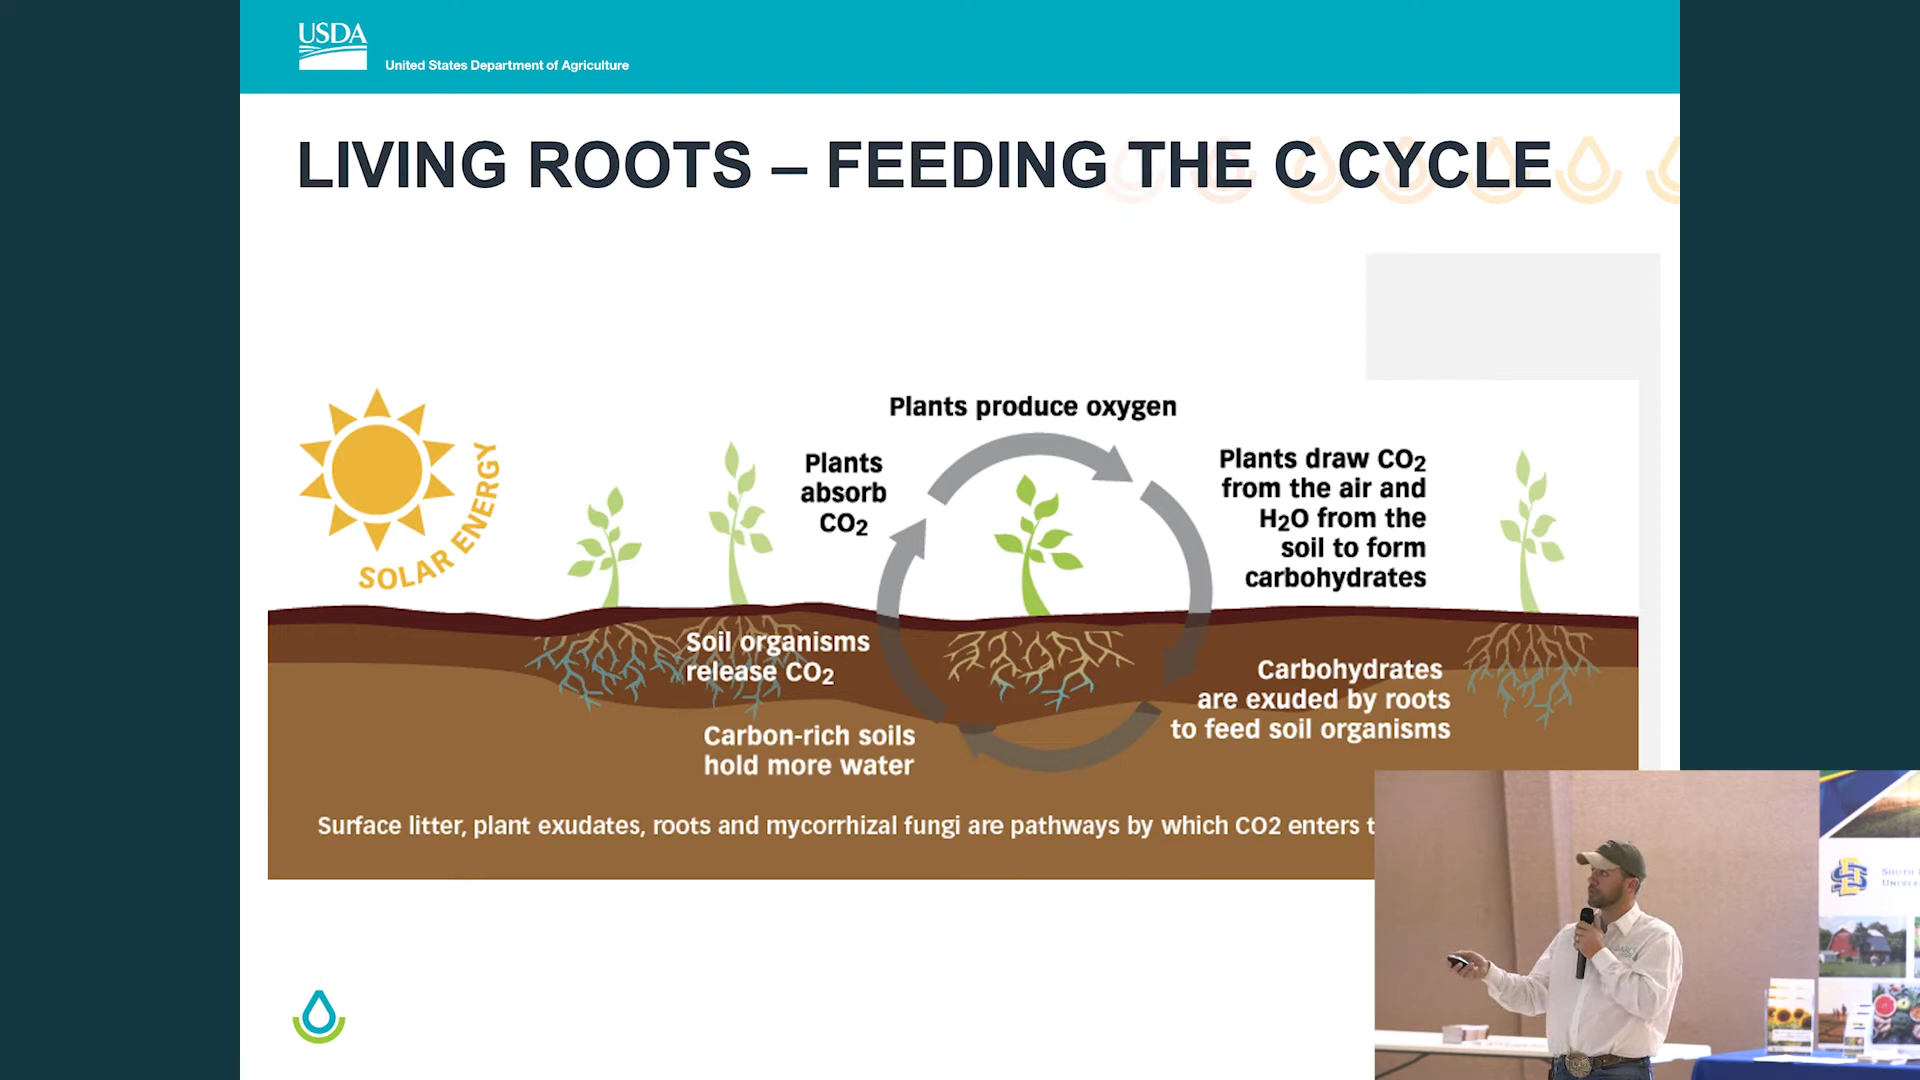 USDA
United States Department of Agriculture
LIVING ROOTS – FEEDING THE C CYCLE
SOLAR ENERGY
Plants produce oxygen
Plants
absorb
CO2
Plants draw CO2
from the air and
H2O from the
soil to form
carbohydrates
Soil organisms
release CO2
Carbohydrates
are exuded by roots
to feed soil organisms
Carbon-rich soils
hold more water
Surface litter, plant exudates, roots and mycorrhizal fungi are pathways by which CO2 enters
SOUTH